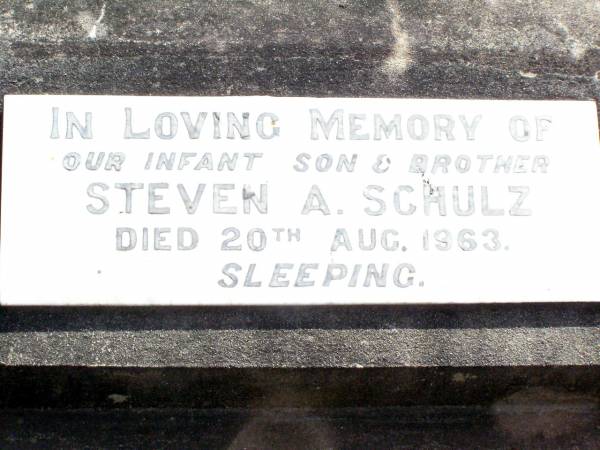 IN LOVING MEMORY OF
OUR INFANT SON & BROTHER
STEVEN A. SCHULZ
DIED 20TH AUG. 1963.
SLEEPING.